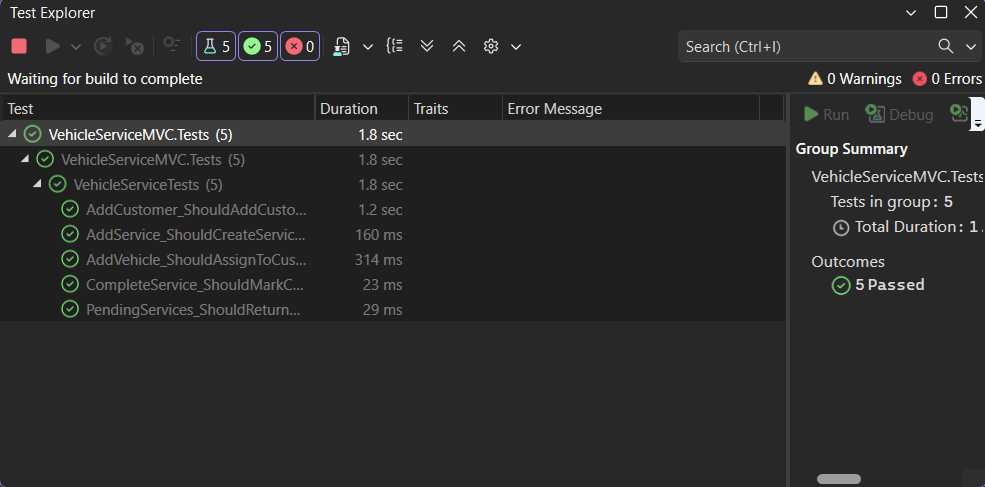 Test Explorer
5 5 0
Search (Ctrl+I)
Waiting for build to complete
0 Warnings 0 Errors
Test Duration Traits Error Message
Run Debug
VehicleServiceMVC.Tests (5) 1.8 sec
VehicleServiceMVC.Tests (5) 1.8 sec
VehicleServiceTests (5) 1.8 sec
AddCustomer_ShouldAddCusto... 1.2 sec
AddService_ShouldCreateServic... 160 ms
AddVehicle_ShouldAssignToCus... 314 ms
CompleteService_ShouldMarkC... 23 ms
PendingServices_ShouldReturn... 29 ms
Group Summary
VehicleServiceMVC.Tests
Tests in group: 5
Total Duration: 1.
Outcomes
5 Passed